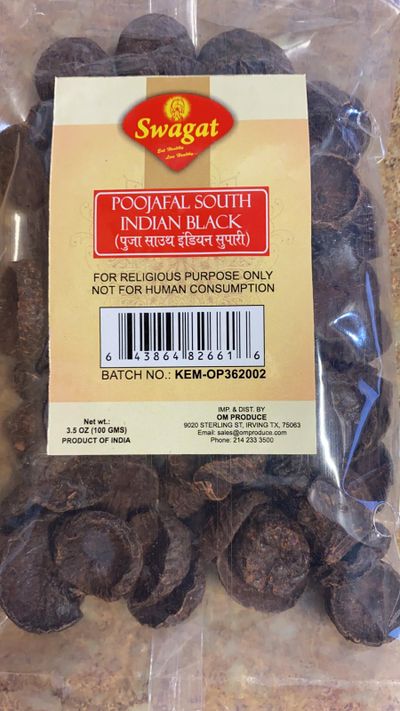 Swagat
Eat Healthy
Live Healthy...
POOJAFAL SOUTH
INDIAN BLACK
(पुजा साउथ इंडियन सुपारी)
FOR RELIGIOUS PURPOSE ONLY
NOT FOR HUMAN CONSUMPTION
6 43864 82661 6
BATCH NO.: KEM-OP362002
Net wt.:
3.5 OZ (100 GMS)
PRODUCT OF INDIA
IMP. & DIST. BY
OM PRODUCE
9020 STERLING ST, IRVING TX, 75063
Email: sales@omproduce.com
Phone: 214 233 3500